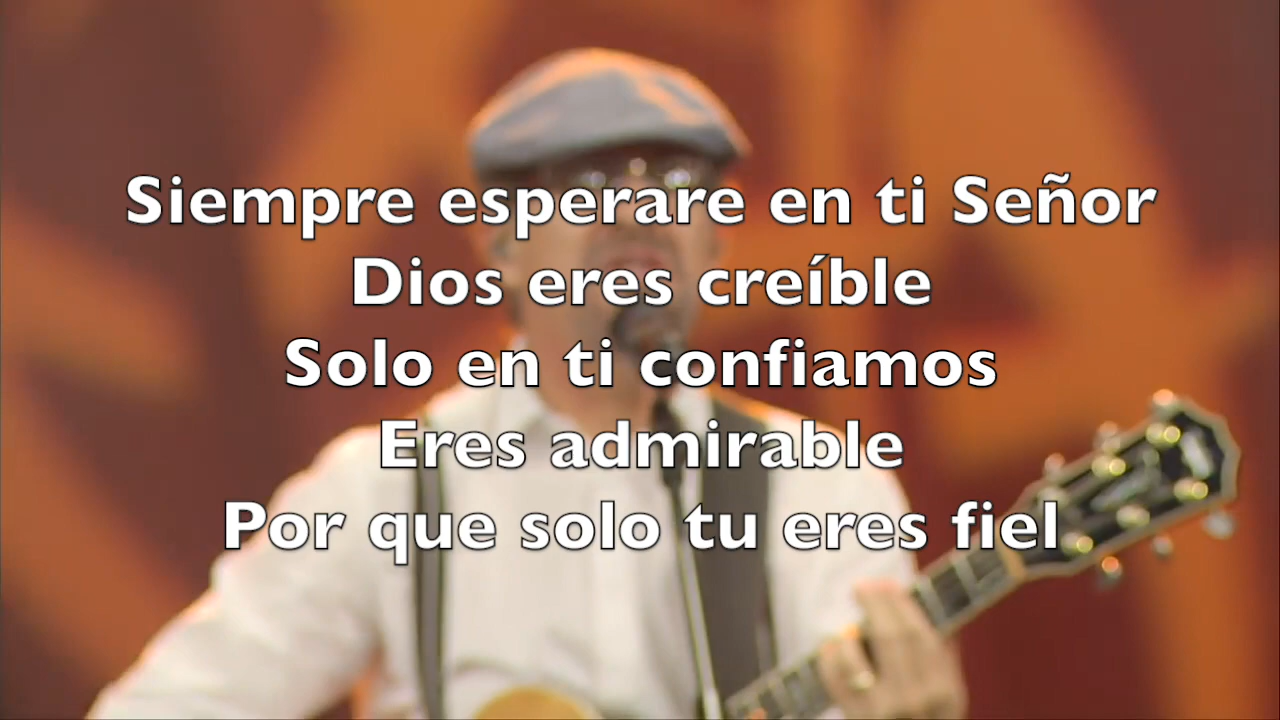 Siempre esperare en ti Señor
Dios eres creíble
Solo en ti confiamos
Eres admirable
Por que solo tu eres fiel